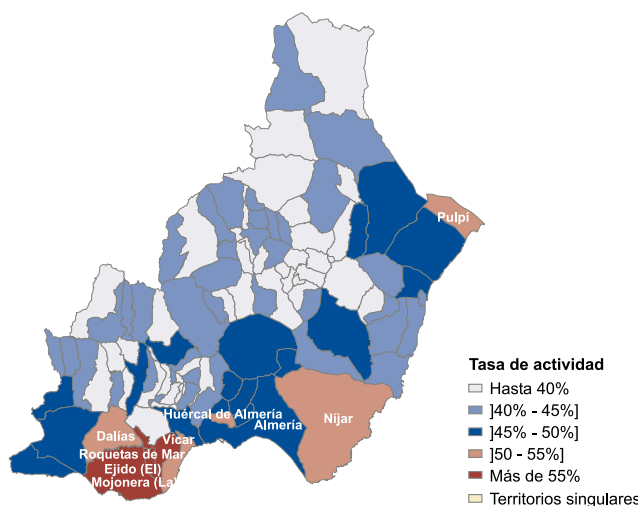 Pulpí
Huércal de Almería
Níjar
Almería
Dalías
Vícar
Roquetas de Mar
Ejido (El)
Mojonera (La)
Tasa de actividad
Hasta 40%
]40% - 45%]
]45% - 50%]
]50 - 55%]
Más de 55%
Territorios singulares